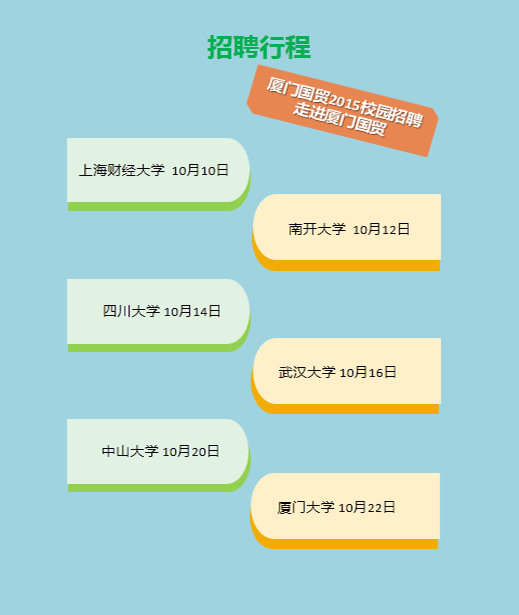 招聘行程
厦门国贸2015校园招聘
走进厦门国贸
上海财经大学 10月10日
南开大学 10月12日
四川大学 10月14日
武汉大学 10月16日
中山大学 10月20日
厦门大学 10月22日